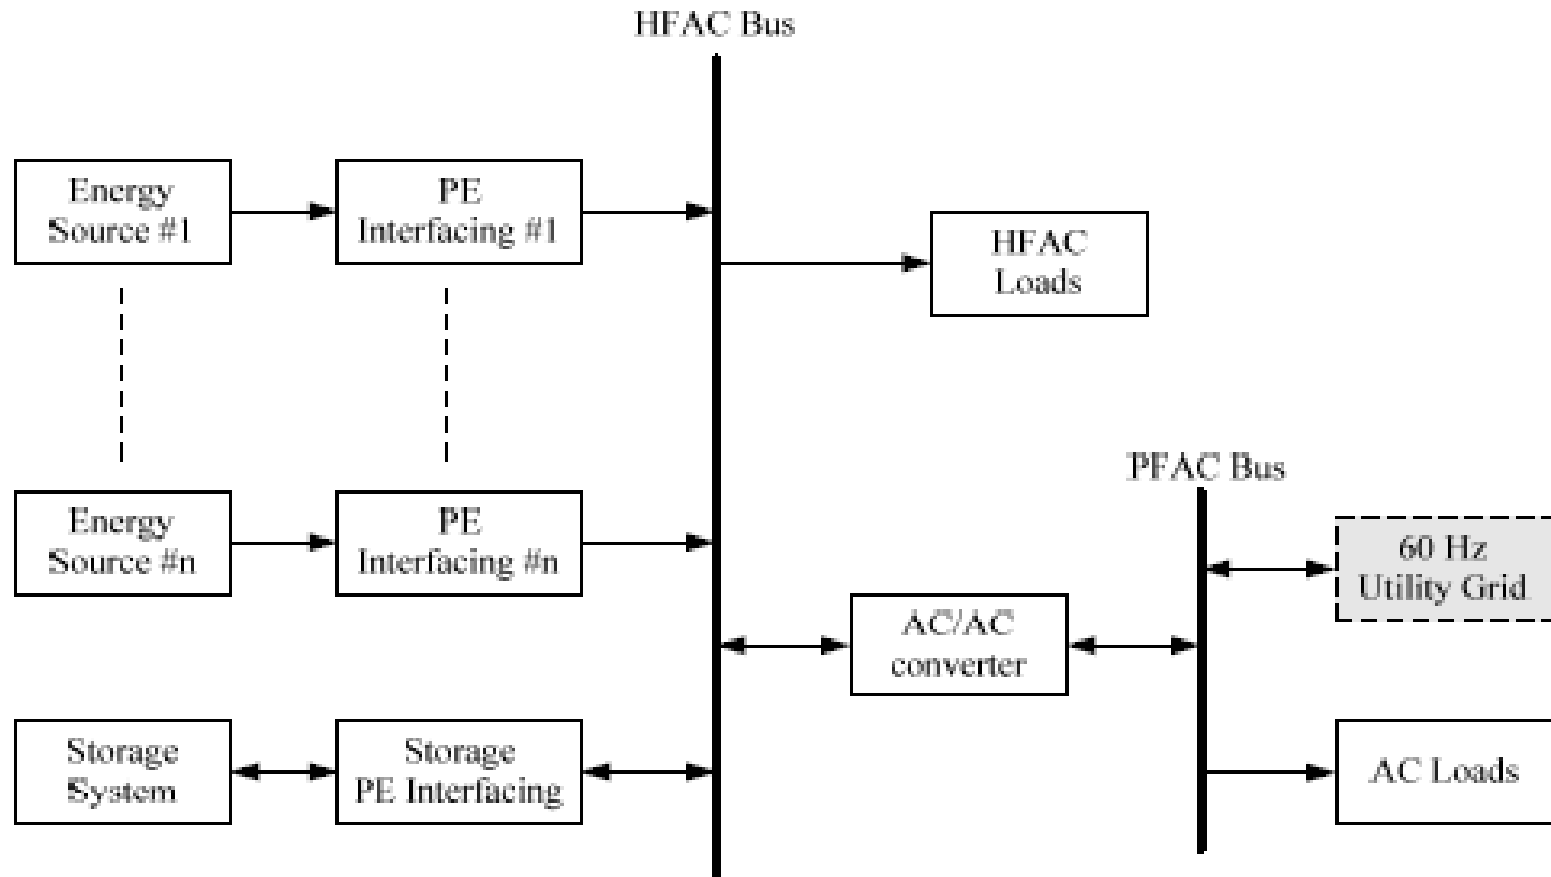 HFAC Bus
Energy
Source #1
PE
Interfacing #1
HFAC
Loads
Energy
Source #n
PE
Interfacing #n
PFAC Bus
60 Hz
Utility Grid
AC/AC
converter
Storage
System
Storage
PE Interfacing
AC Loads